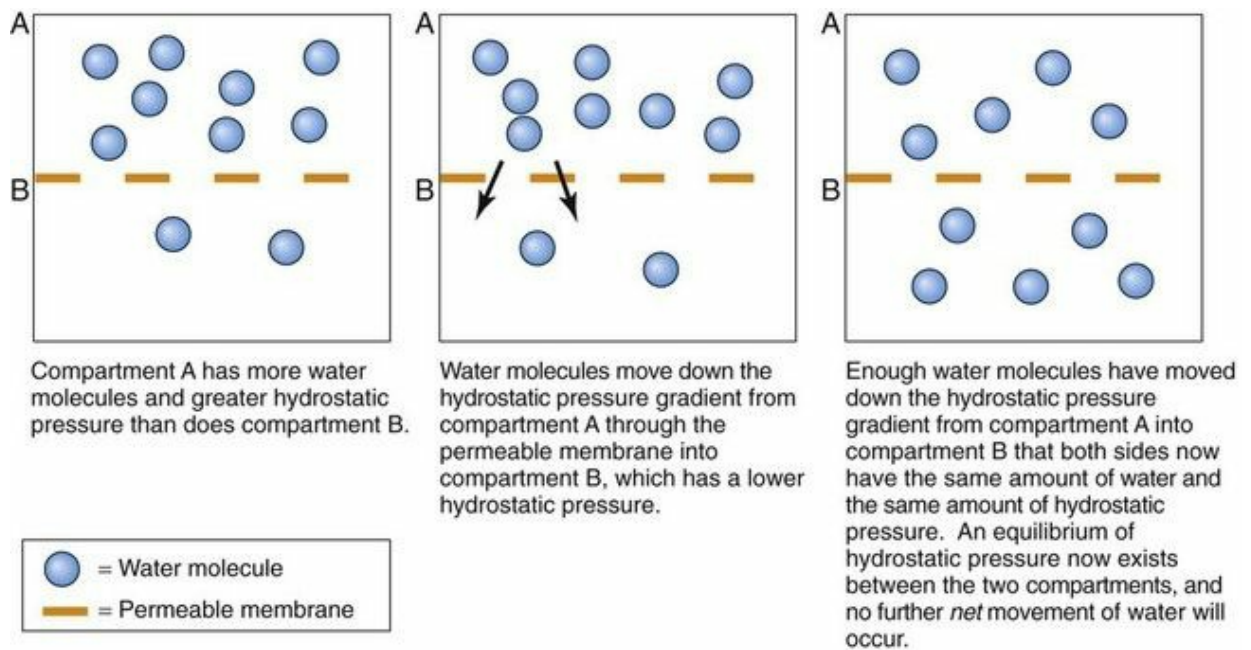 A
B
Compartment A has more water
molecules and greater hydrostatic
pressure than does compartment B.
A
B
Water molecules move down the
hydrostatic pressure gradient from
compartment A through the
permeable membrane into
compartment B, which has a lower
hydrostatic pressure.
A
B
Enough water molecules have moved
down the hydrostatic pressure
gradient from compartment A into
compartment B that both sides now
have the same amount of water and
the same amount of hydrostatic
pressure.  An equilibrium of
hydrostatic pressure now exists
between the two compartments, and
no further net movement of water will
occur.
= Water molecule
= Permeable membrane